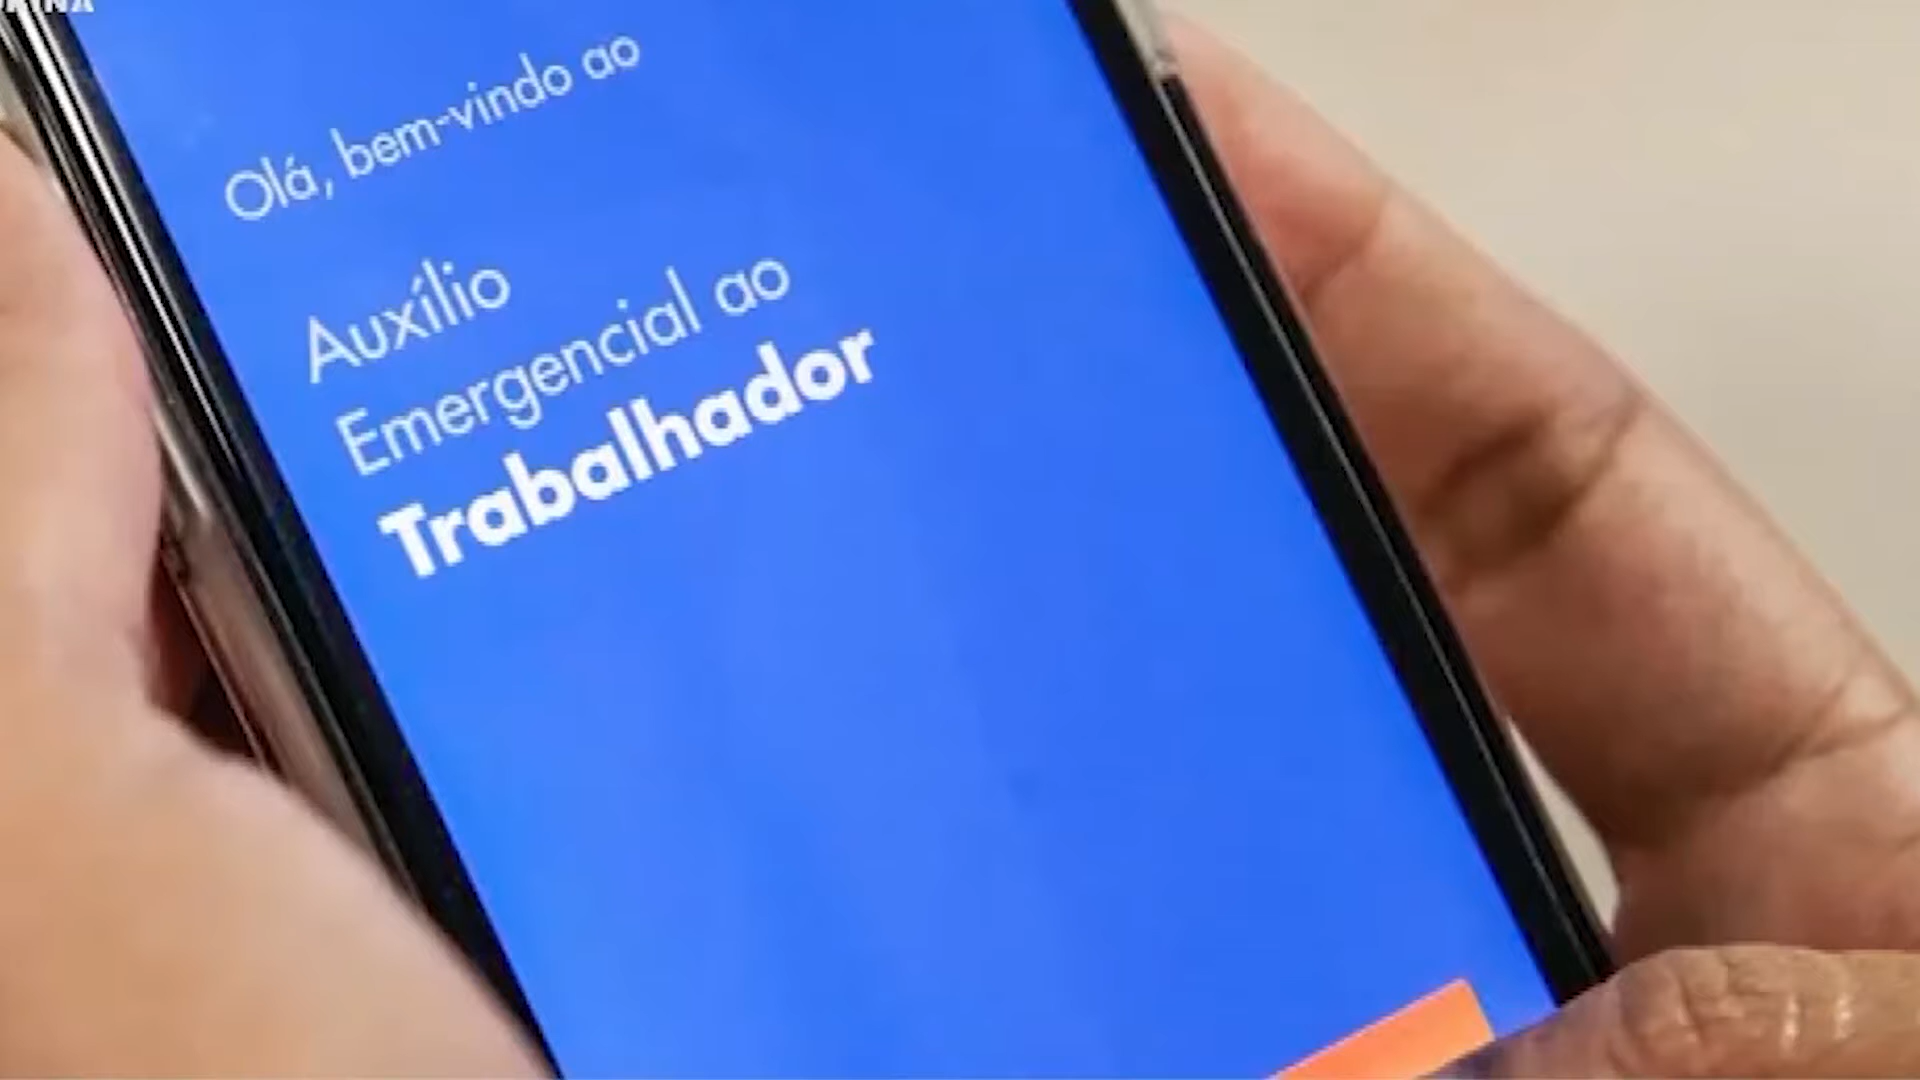 Olá, bem-vindo ao
Auxílio
Emergencial ao
Trabalhador